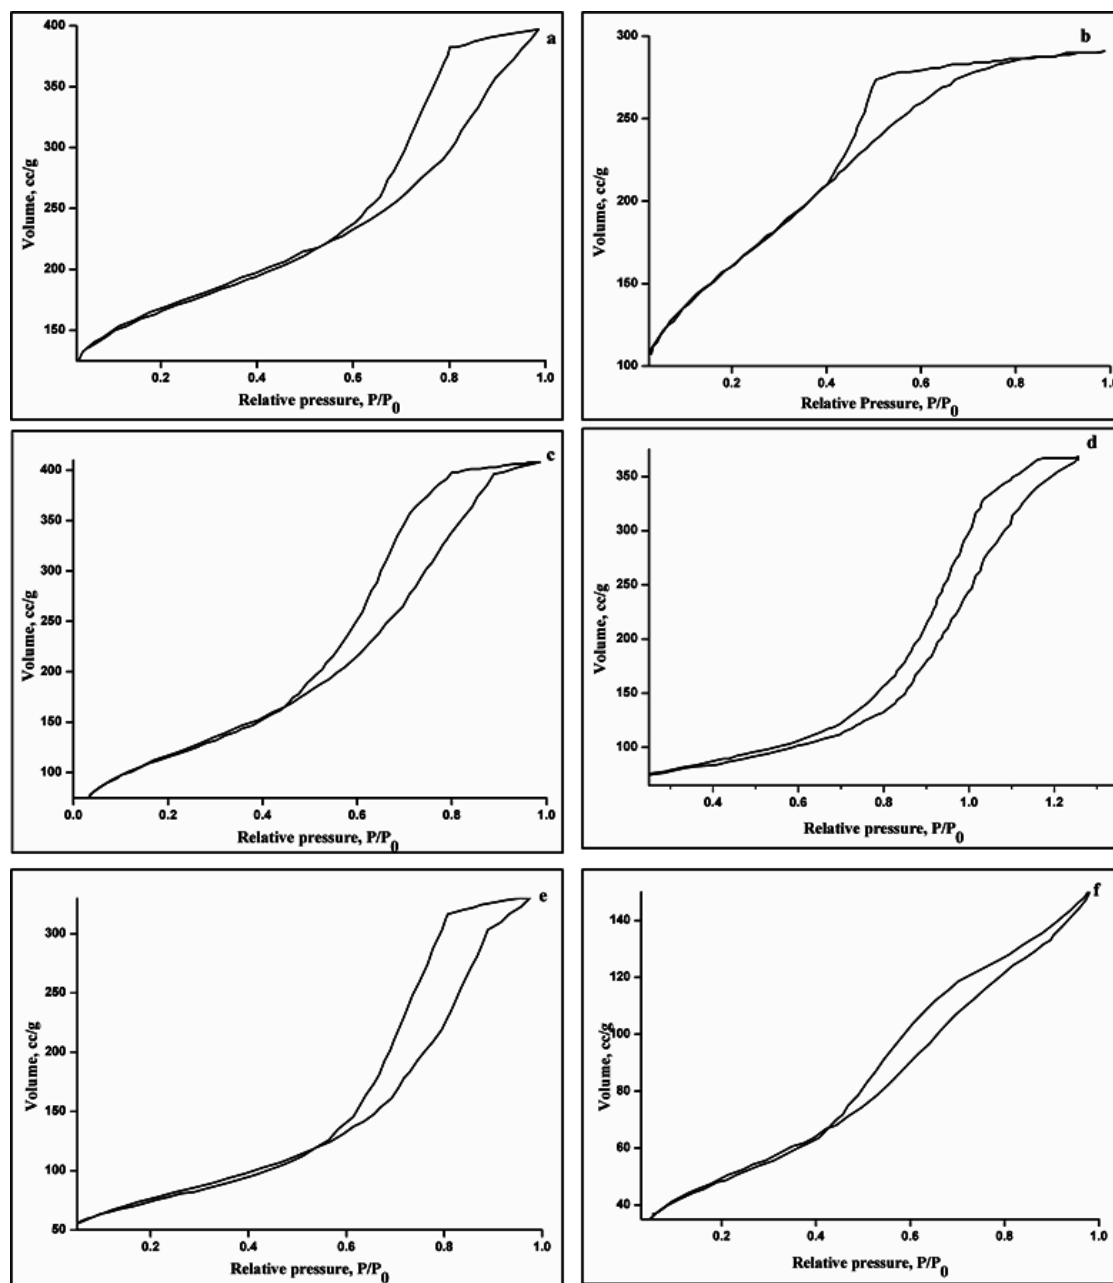 a
400
350
300
250
200
150
Volume, cc/g
0.2 0.4 0.6 0.8 1.0
Relative pressure, P/P0
b
300
250
200
150
100
Volume, cc/g
0.2 0.4 0.6 0.8 1.0
Relative Pressure, P/P0
c
400
350
300
250
200
150
100
Volume, cc/g
0.0 0.2 0.4 0.6 0.8 1.0
Relative pressure, P/P0
d
350
300
250
200
150
100
Volume, cc/g
0.4 0.6 0.8 1.0 1.2
Relative pressure, P/P0
e
300
250
200
150
100
50
Volume, cc/g
0.2 0.4 0.6 0.8 1.0
Relative pressure, P/P0
f
140
120
100
80
60
40
Volume, cc/g
0.2 0.4 0.6 0.8 1.0
Relative pressure, P/P0